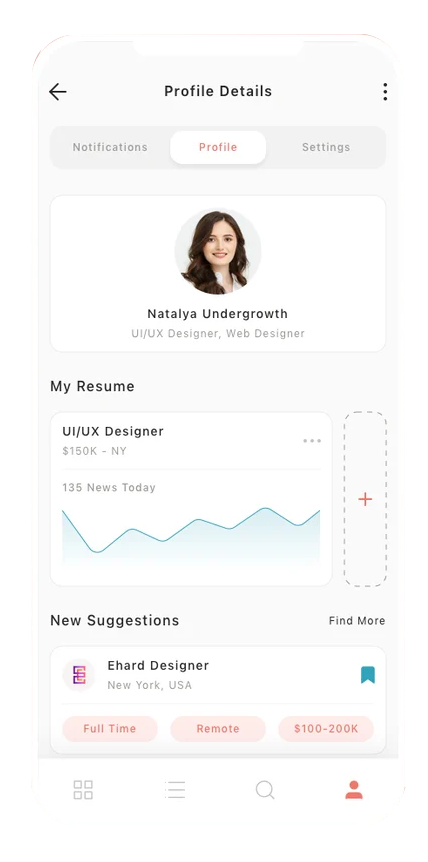 Profile Details
Notifications Profile Settings
Natalya Undergrowth
UI/UX Designer, Web Designer
My Resume
UI/UX Designer
$150K - NY
135 News Today
New Suggestions Find More
Ehard Designer
New York, USA
Full Time Remote $100-200K